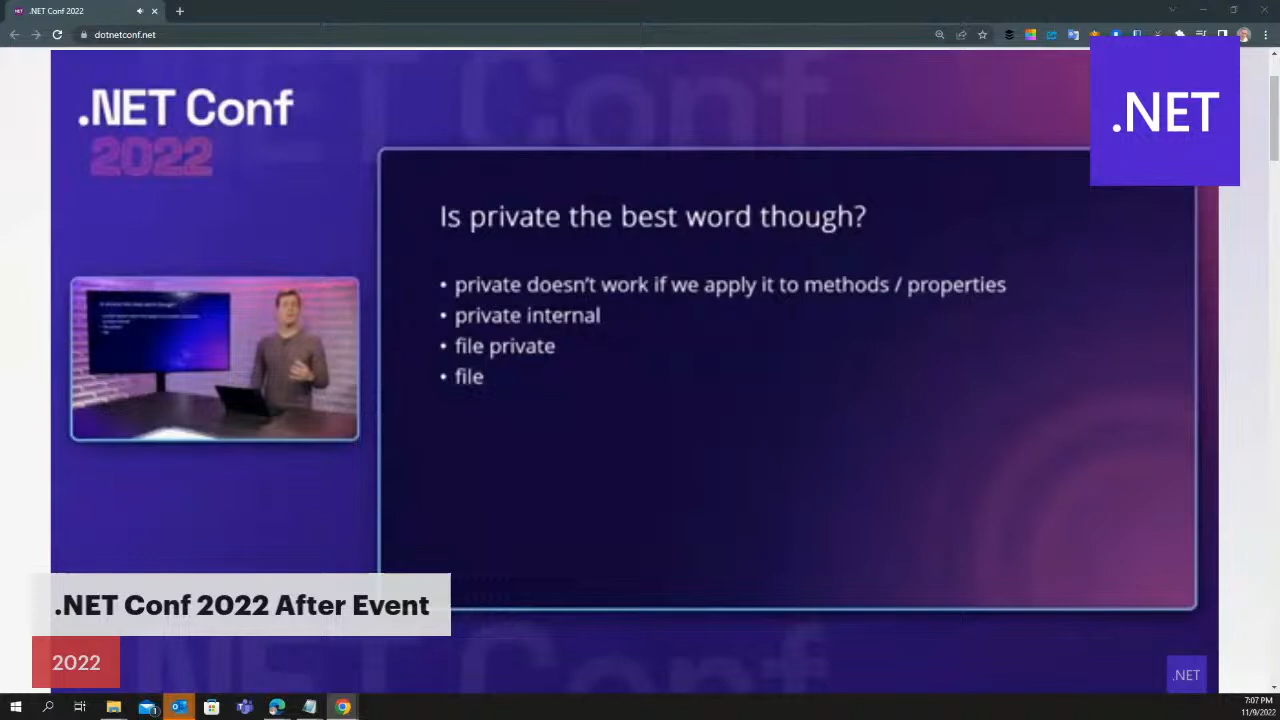 .NET Conf 2022
dotnetconf.net
.NET Conf
2022
.NET
Is private the best word though?
• private doesn't work if we apply it to methods / properties
• private internal
• file private
• file
.NET Conf 2022 After Event
2022
.NET
7:07 PM
11/9/2022